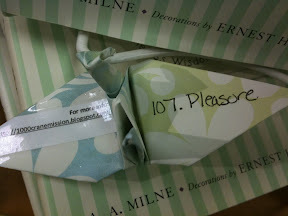 . MILNE • Decorations by ERNEST H
For more
//1000cranemission.blogspot.
107. Pleasure
A. A. MILNE • Decorations by ERNEST